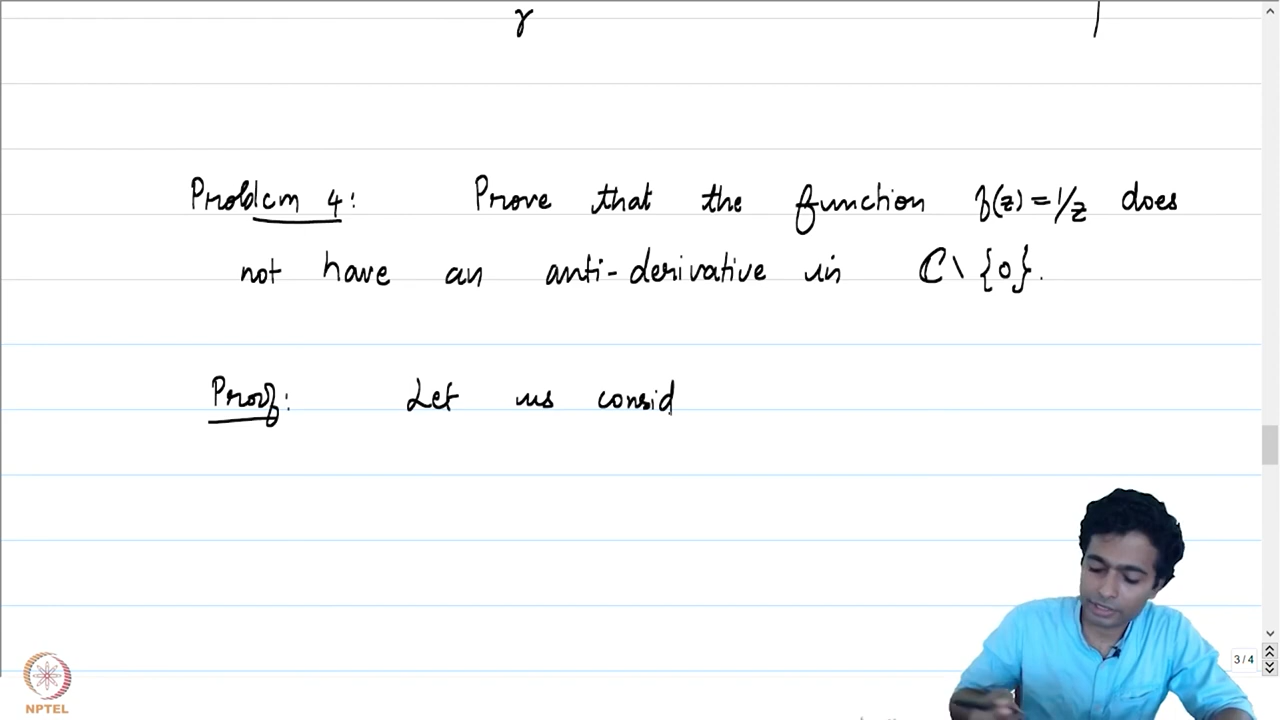 γ
Problem 4: Prove that the function f(z) = 1/z does
not have an anti-derivative in ℂ \ {0}.
Proof: Let us consid
3 / 4
NPTEL